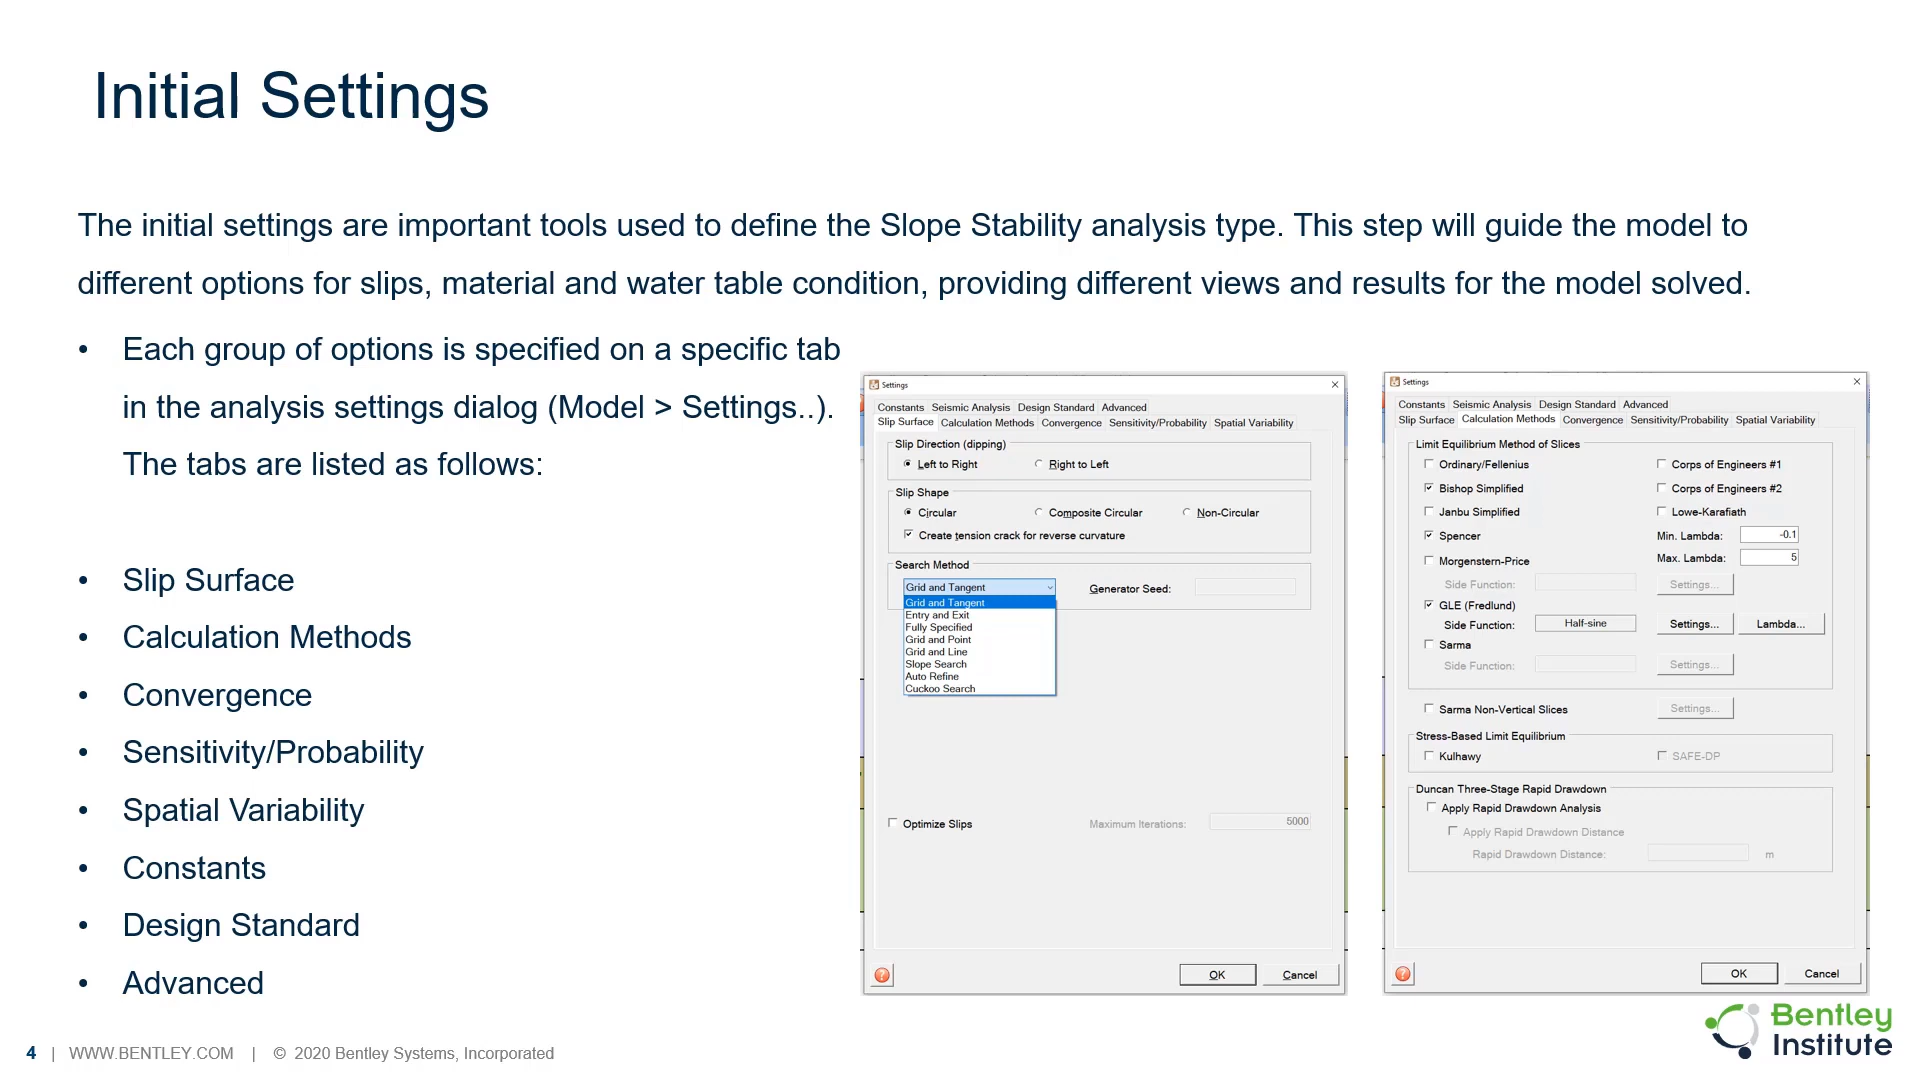 Initial Settings
The initial settings are important tools used to define the Slope Stability analysis type. This step will guide the model to
different options for slips, material and water table condition, providing different views and results for the model solved.
• Each group of options is specified on a specific tab
in the analysis settings dialog (Model > Settings..).
The tabs are listed as follows:
• Slip Surface
• Calculation Methods
• Convergence
• Sensitivity/Probability
• Spatial Variability
• Constants
• Design Standard
• Advanced
Settings
Constants Seismic Analysis Design Standard Advanced
Slip Surface Calculation Methods Convergence Sensitivity/Probability Spatial Variability
Slip Direction (dipping)
Left to Right Right to Left
Slip Shape
Circular Composite Circular Non-Circular
Create tension crack for reverse curvature
Search Method
Grid and Tangent Generator Seed:
Grid and Tangent
Entry and Exit
Fully Specified
Grid and Point
Grid and Line
Slope Search
Auto Refine
Cuckoo Search
Optimize Slips Maximum Iterations: 5000
OK Cancel
Settings
Constants Seismic Analysis Design Standard Advanced
Slip Surface Calculation Methods Convergence Sensitivity/Probability Spatial Variability
Limit Equilibrium Method of Slices
Ordinary/Fellenius Corps of Engineers #1
Bishop Simplified Corps of Engineers #2
Janbu Simplified Lowe-Karafiath
Spencer Min. Lambda: -0.1
Max. Lambda: 5
Morgenstern-Price
Side Function: Settings...
GLE (Fredlund)
Side Function: Half-sine Settings... Lambda...
Sarma
Side Function: Settings...
Sarma Non-Vertical Slices Settings...
Stress-Based Limit Equilibrium
Kulhawy SAFE-DP
Duncan Three-Stage Rapid Drawdown
Apply Rapid Drawdown Analysis
Apply Rapid Drawdown Distance
Rapid Drawdown Distance: m
OK Cancel
4 | WWW.BENTLEY.COM | © 2020 Bentley Systems, Incorporated
Bentley
Institute